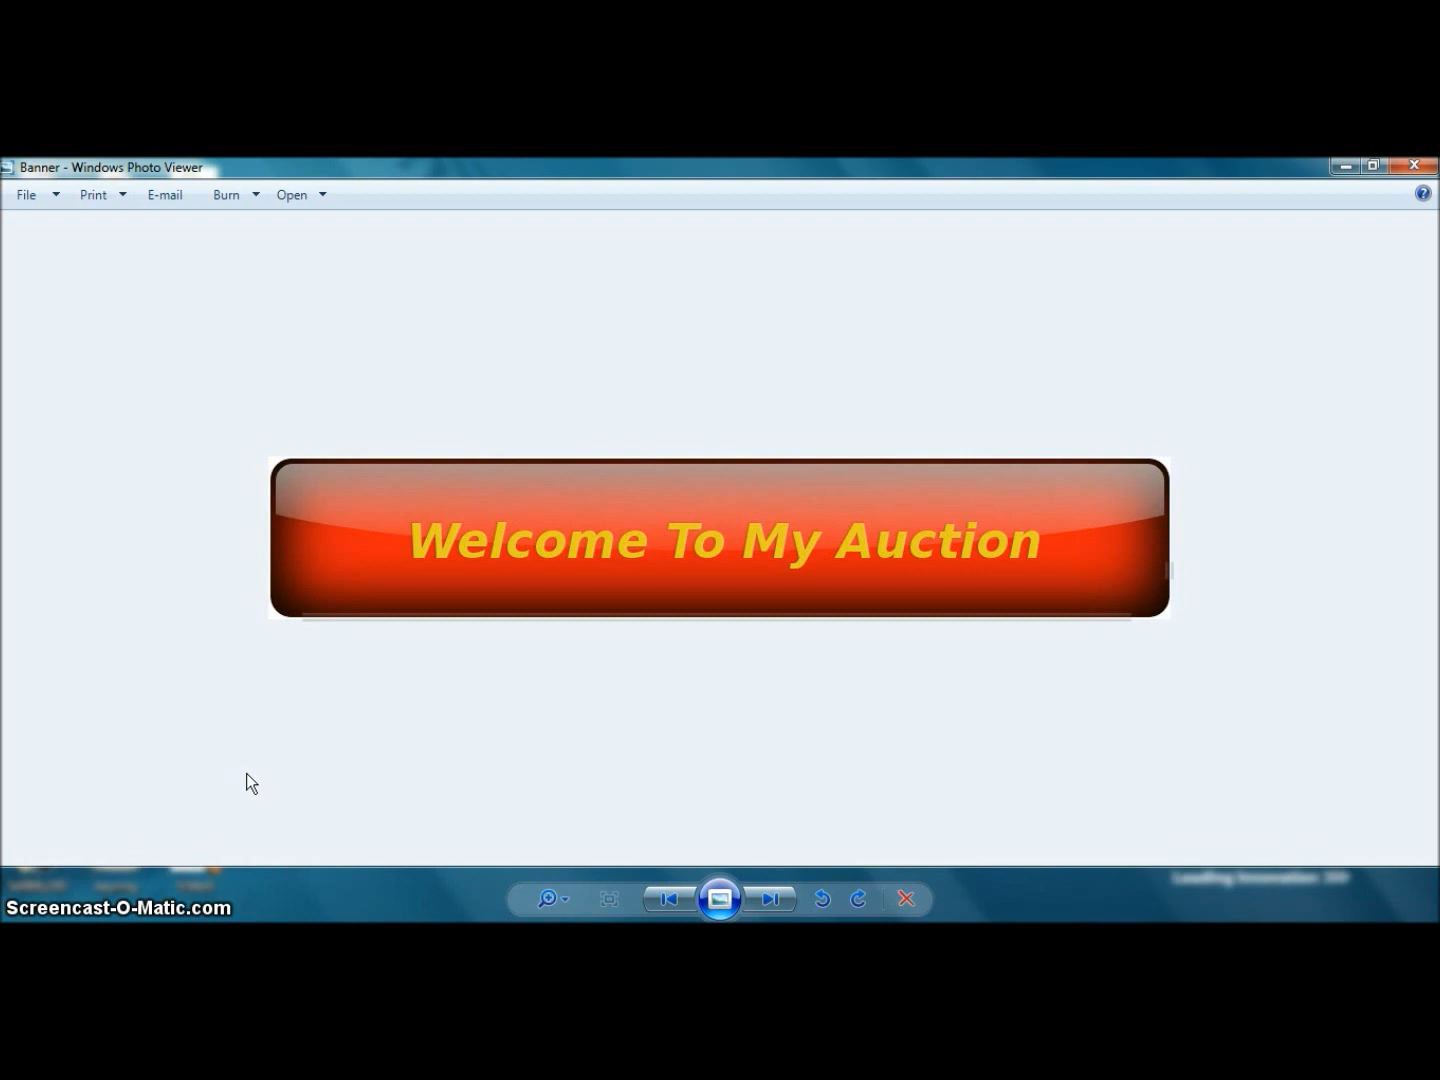 Banner - Windows Photo Viewer
File Print E-mail Burn Open
Welcome To My Auction
Screencast-O-Matic.com